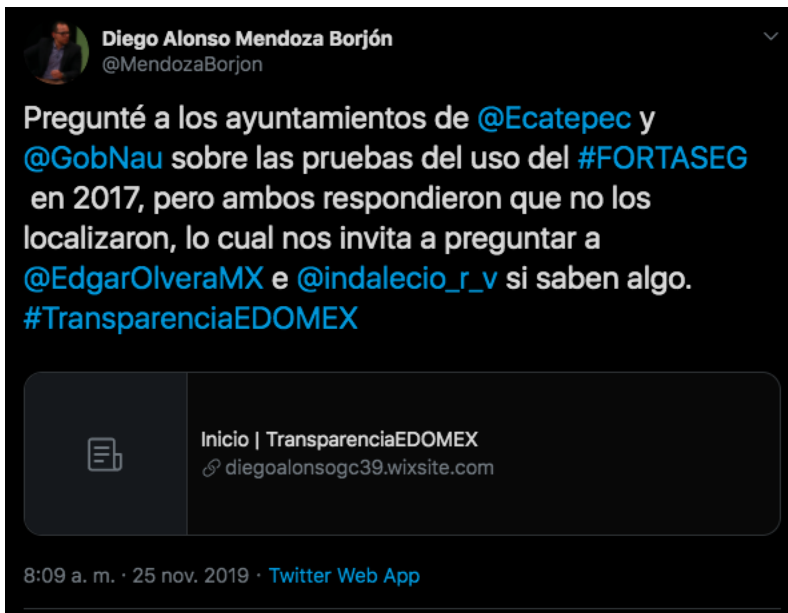 Diego Alonso Mendoza Borjón
@MendozaBorjon
Pregunté a los ayuntamientos de @Ecatepec y
@GobNau sobre las pruebas del uso del #FORTASEG
en 2017, pero ambos respondieron que no los
localizaron, lo cual nos invita a preguntar a
@EdgarOlveraMX e @indalecio_r_v si saben algo.
#TransparenciaEDOMEX
Inicio | TransparenciaEDOMEX
diegoalonsogc39.wixsite.com
8:09 a. m. · 25 nov. 2019 · Twitter Web App